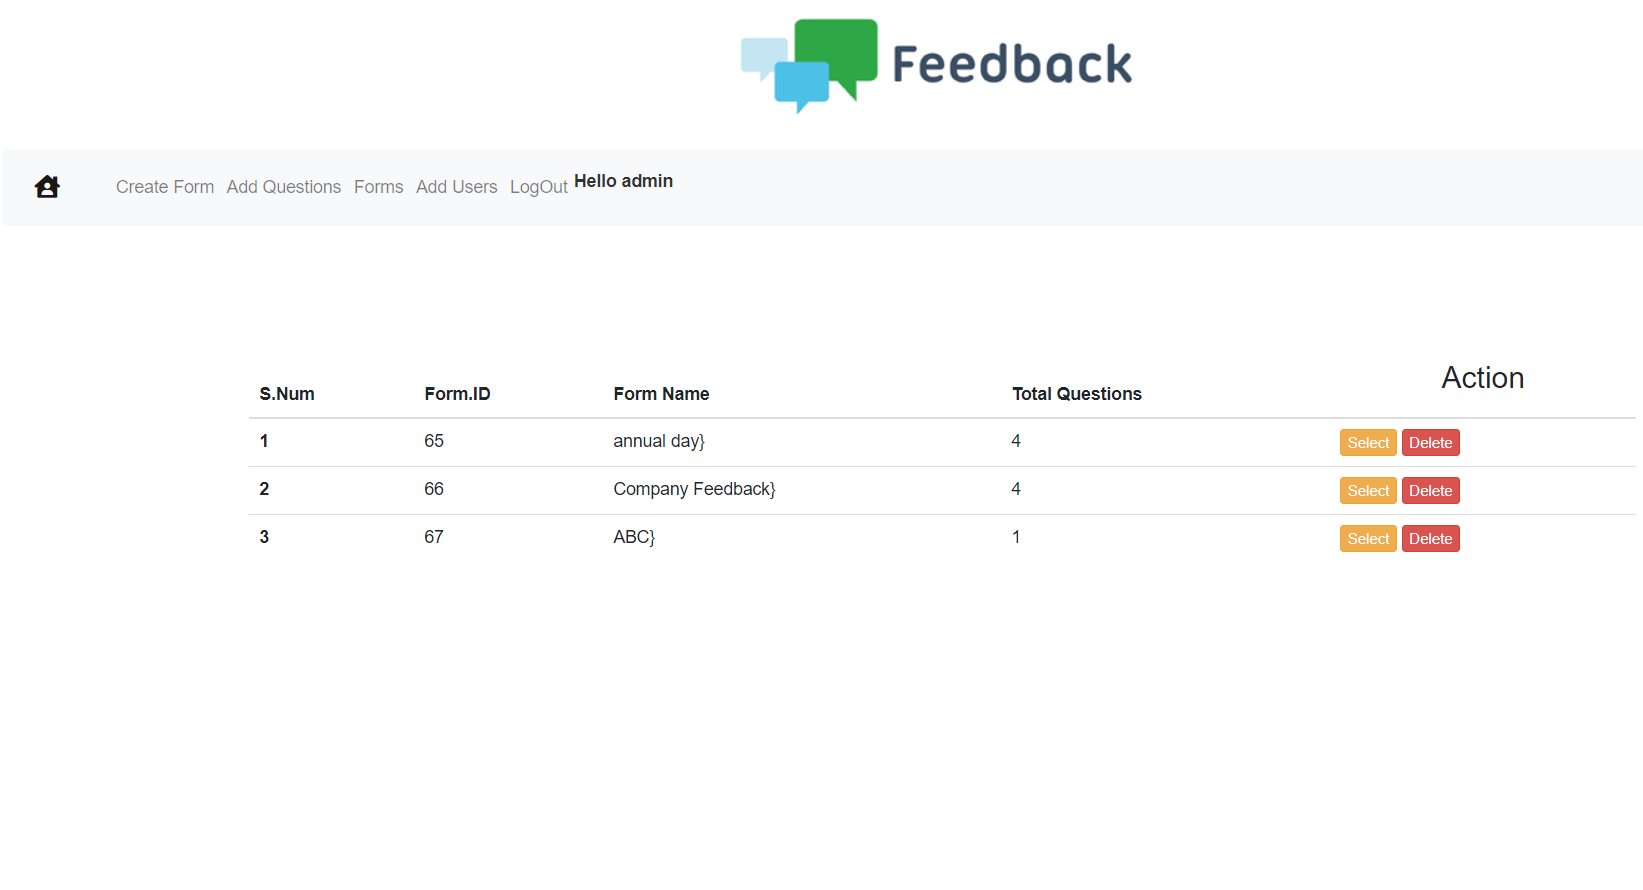 Feedback
Create Form Add Questions Forms Add Users LogOut Hello admin
S.Num Form.ID Form Name Total Questions Action
1 65 annual day} 4 Select Delete
2 66 Company Feedback} 4 Select Delete
3 67 ABC} 1 Select Delete